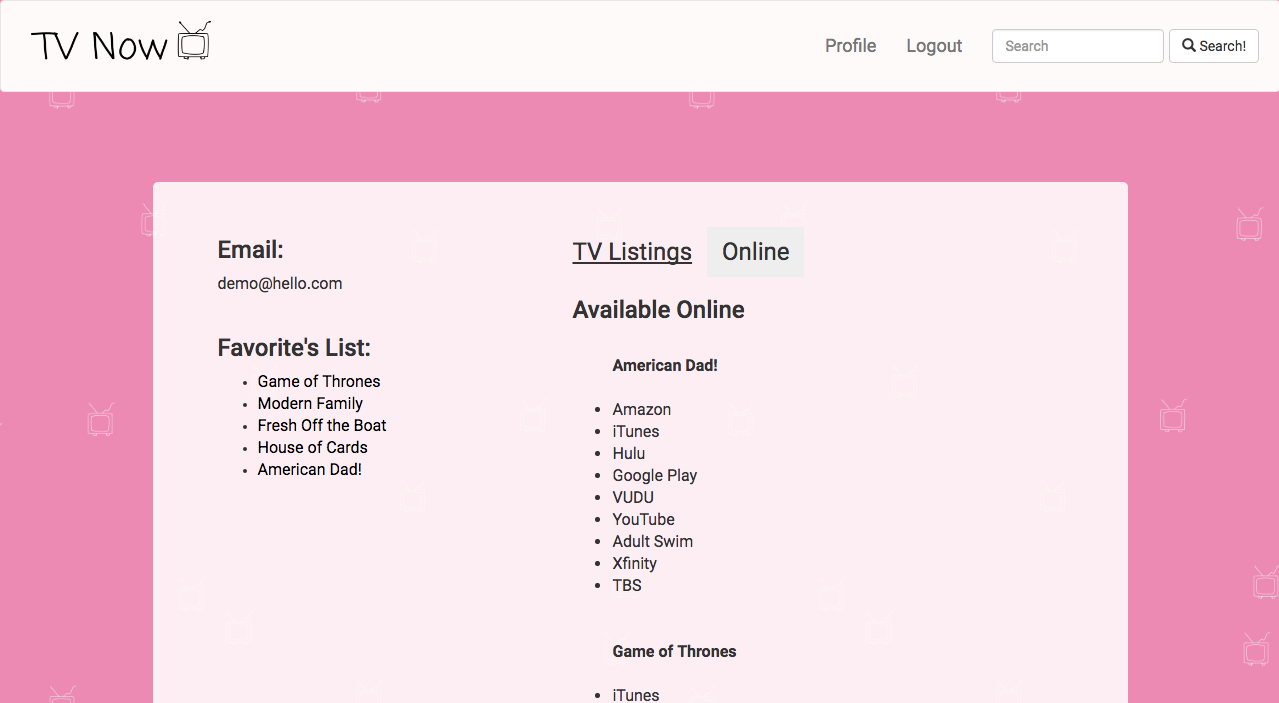 TV Now
Profile
Logout
Search
Search!
Email:
demo@hello.com
Favorite's List:
Game of Thrones
Modern Family
Fresh Off the Boat
House of Cards
American Dad!
TV Listings
Online
Available Online
American Dad!
Amazon
iTunes
Hulu
Google Play
VUDU
YouTube
Adult Swim
Xfinity
TBS
Game of Thrones
iTunes